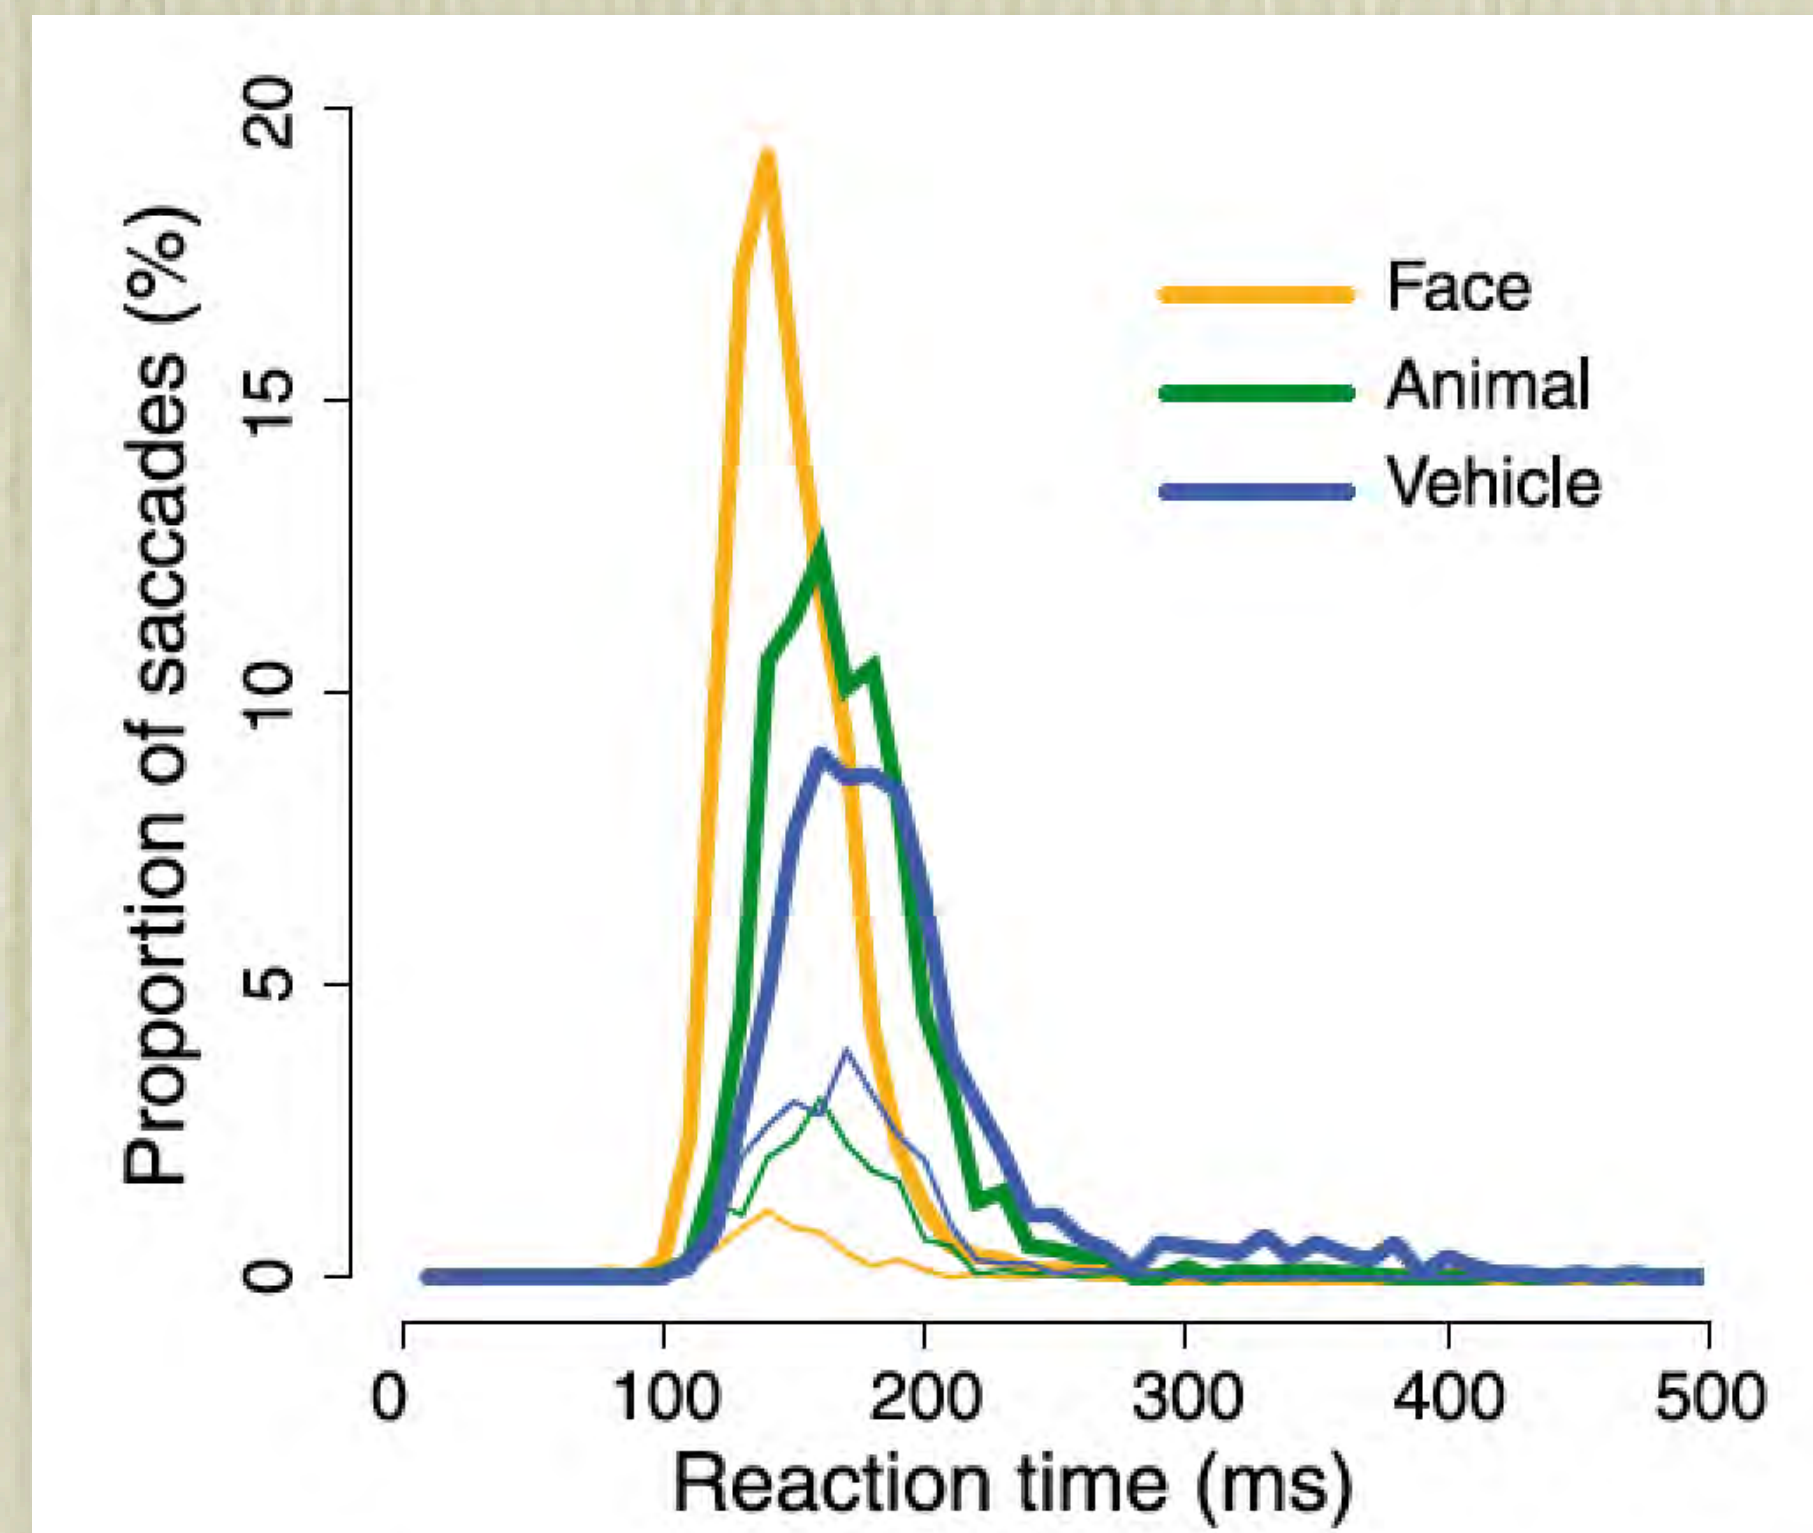 Proportion of saccades (%)
20
15
10
5
0
Face
Animal
Vehicle
0 100 200 300 400 500
Reaction time (ms)